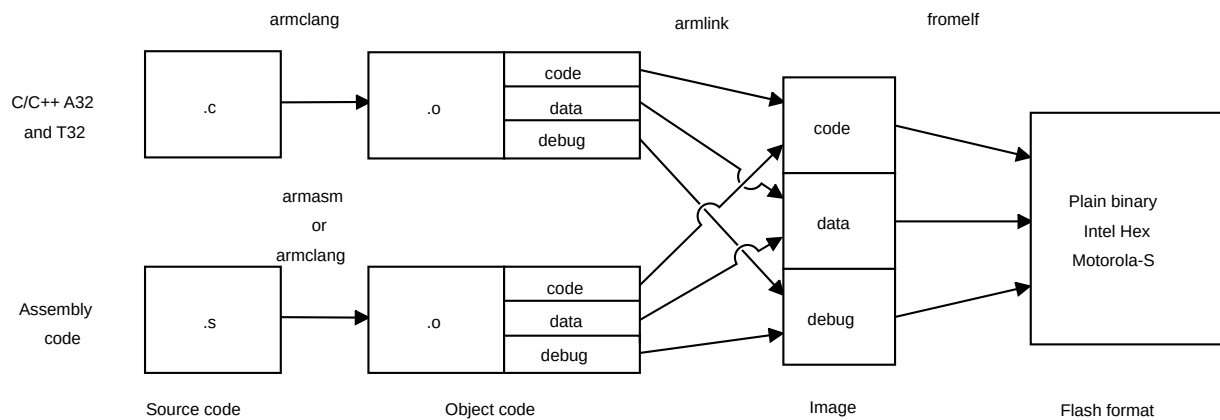 armclang
armlink
fromelf
C/C++ A32
and T32
.c
.o
code
data
debug
armasm
or
armclang
Assembly
code
.s
.o
code
data
debug
code
data
debug
Plain binary
Intel Hex
Motorola-S
Source code
Object code
Image
Flash format